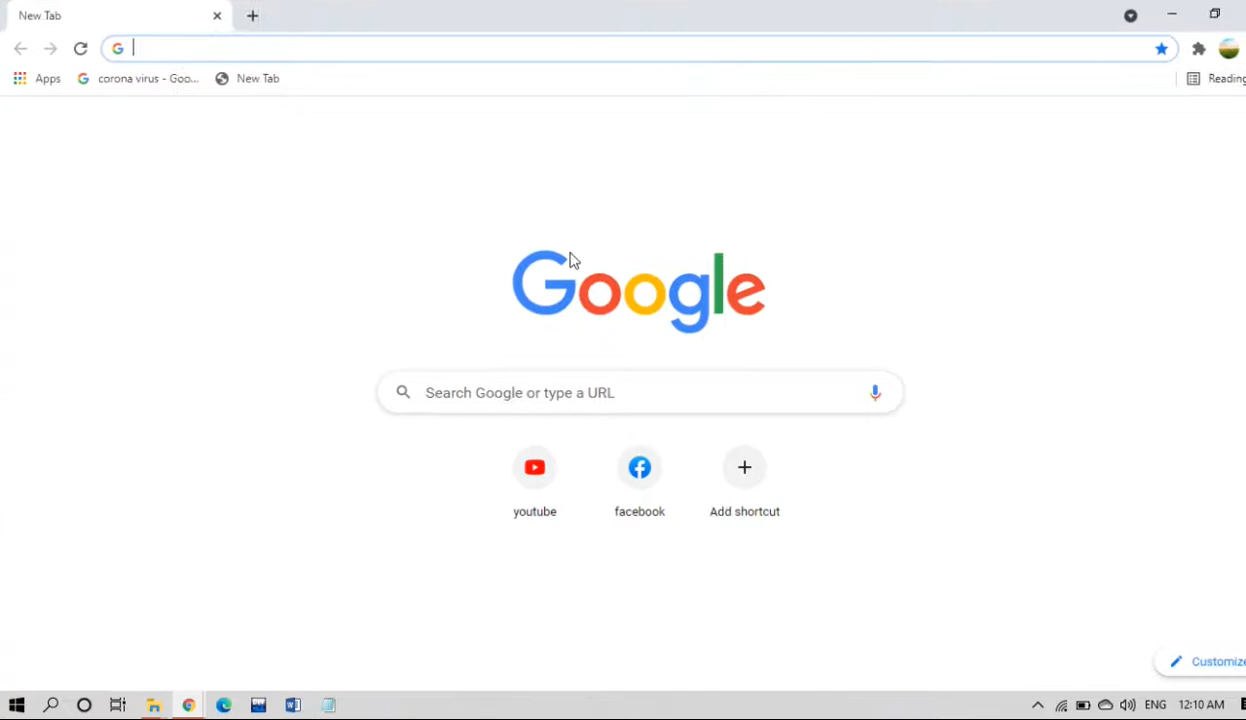 New Tab
Apps corona virus - Goo... New Tab Reading
Google
Search Google or type a URL
youtube facebook Add shortcut
Customize
ENG 12:10 AM